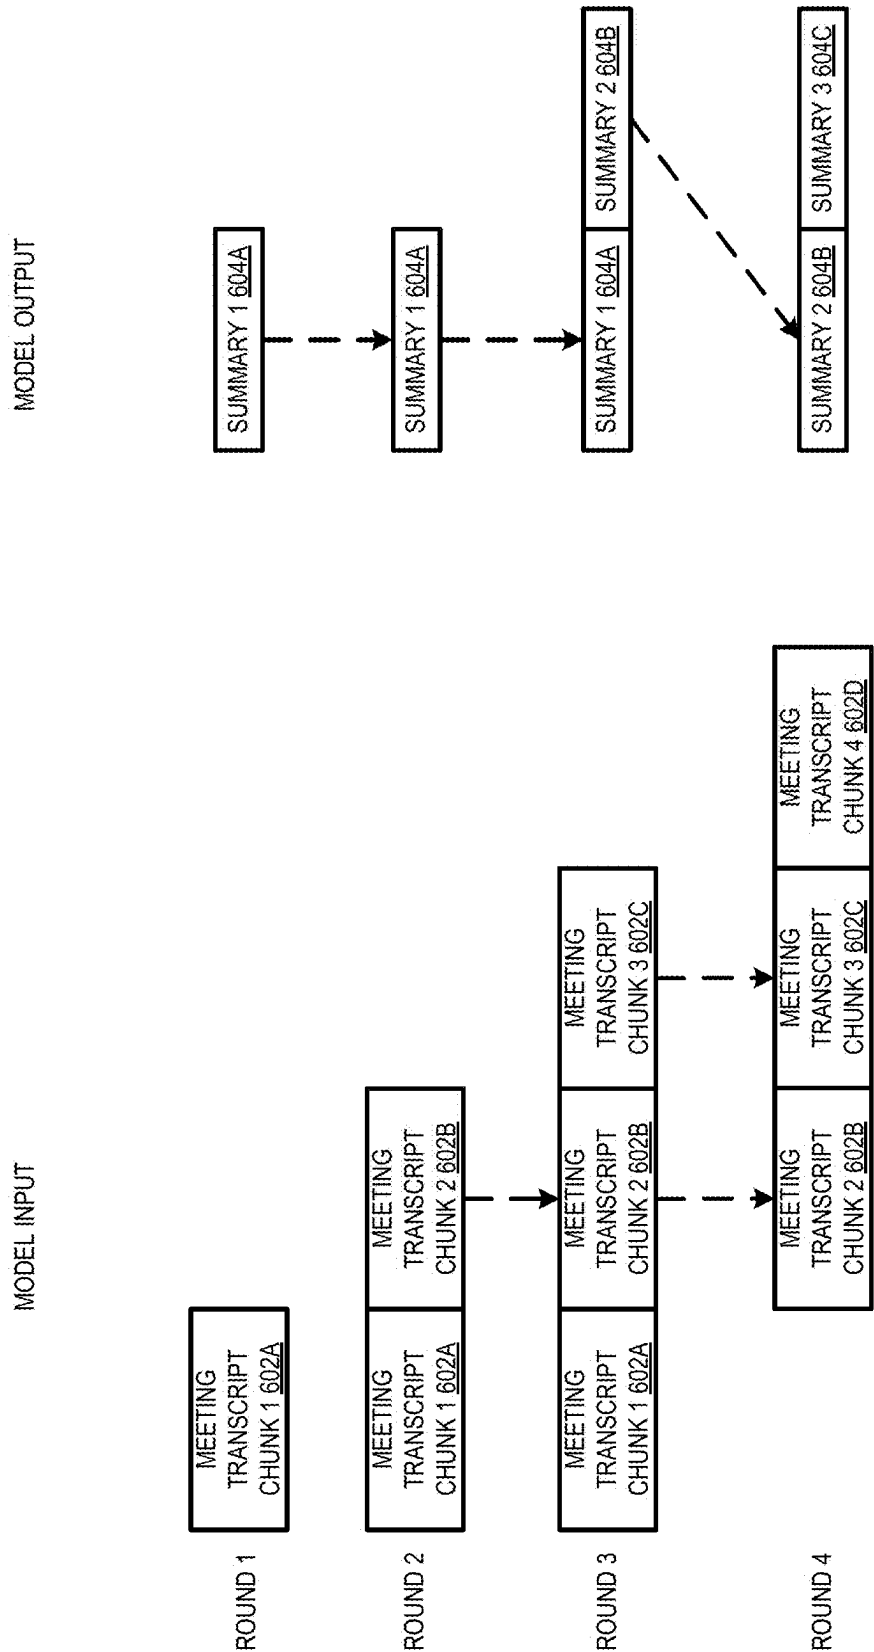 MODEL INPUT
MODEL OUTPUT
ROUND 1
MEETING
TRANSCRIPT
CHUNK 1 602A
SUMMARY 1 604A
ROUND 2
MEETING
TRANSCRIPT
CHUNK 1 602A
MEETING
TRANSCRIPT
CHUNK 2 602B
SUMMARY 1 604A
ROUND 3
MEETING
TRANSCRIPT
CHUNK 1 602A
MEETING
TRANSCRIPT
CHUNK 2 602B
MEETING
TRANSCRIPT
CHUNK 3 602C
SUMMARY 1 604A
SUMMARY 2 604B
ROUND 4
MEETING
TRANSCRIPT
CHUNK 2 602B
MEETING
TRANSCRIPT
CHUNK 3 602C
MEETING
TRANSCRIPT
CHUNK 4 602D
SUMMARY 2 604B
SUMMARY 3 604C